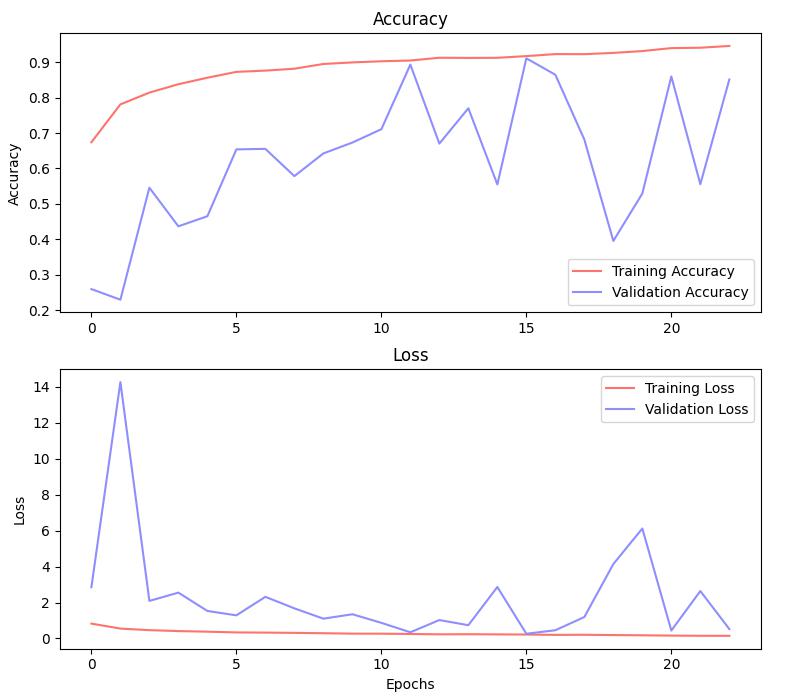 Accuracy
0.9
0.8
0.7
0.6
0.5
0.4
0.3
0.2
Accuracy
Training Accuracy
Validation Accuracy
0 5 10 15 20
Loss
14
12
10
8
6
4
2
0
Loss
Training Loss
Validation Loss
0 5 10 15 20
Epochs